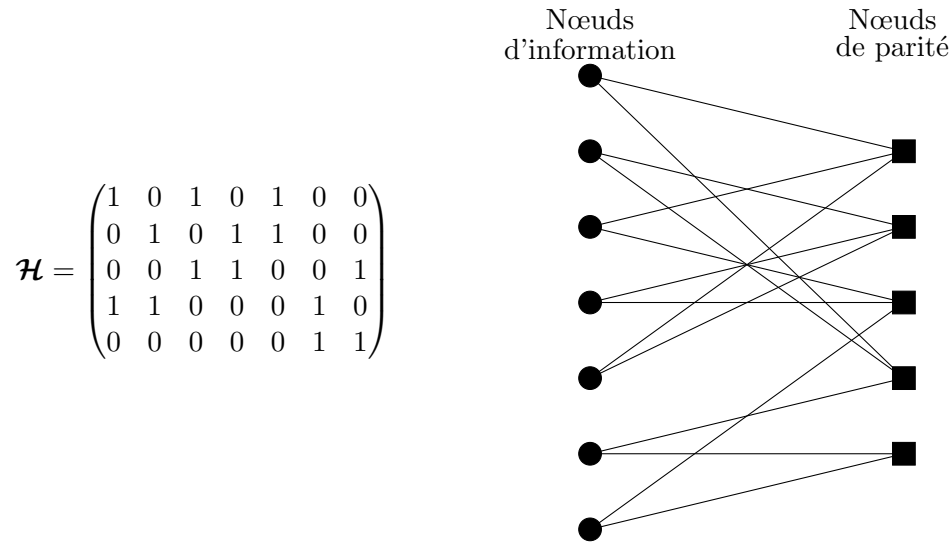 Nœuds
d'information
Nœuds
de parité
𝓗 =
1 0 1 0 1 0 0
0 1 0 1 1 0 0
0 0 1 1 0 0 1
1 1 0 0 0 1 0
0 0 0 0 0 1 1